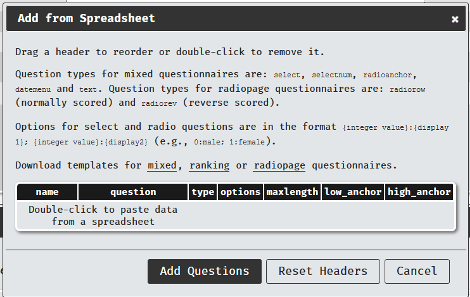 Add from Spreadsheet ×
Drag a header to reorder or double-click to remove it.
Question types for mixed questionnaires are: select, selectnum, radioanchor,
datemenu and text. Question types for radiopage questionnaires are: radiorow
(normally scored) and radiorev (reverse scored).
Options for select and radio questions are in the format {integer value}:{display
1}; {integer value}:{display2} (e.g., 0:male; 1:female).
Download templates for mixed, ranking or radiopage questionnaires.
name question type options maxlength low_anchor high_anchor
Double-click to paste data
from a spreadsheet
Add Questions Reset Headers Cancel